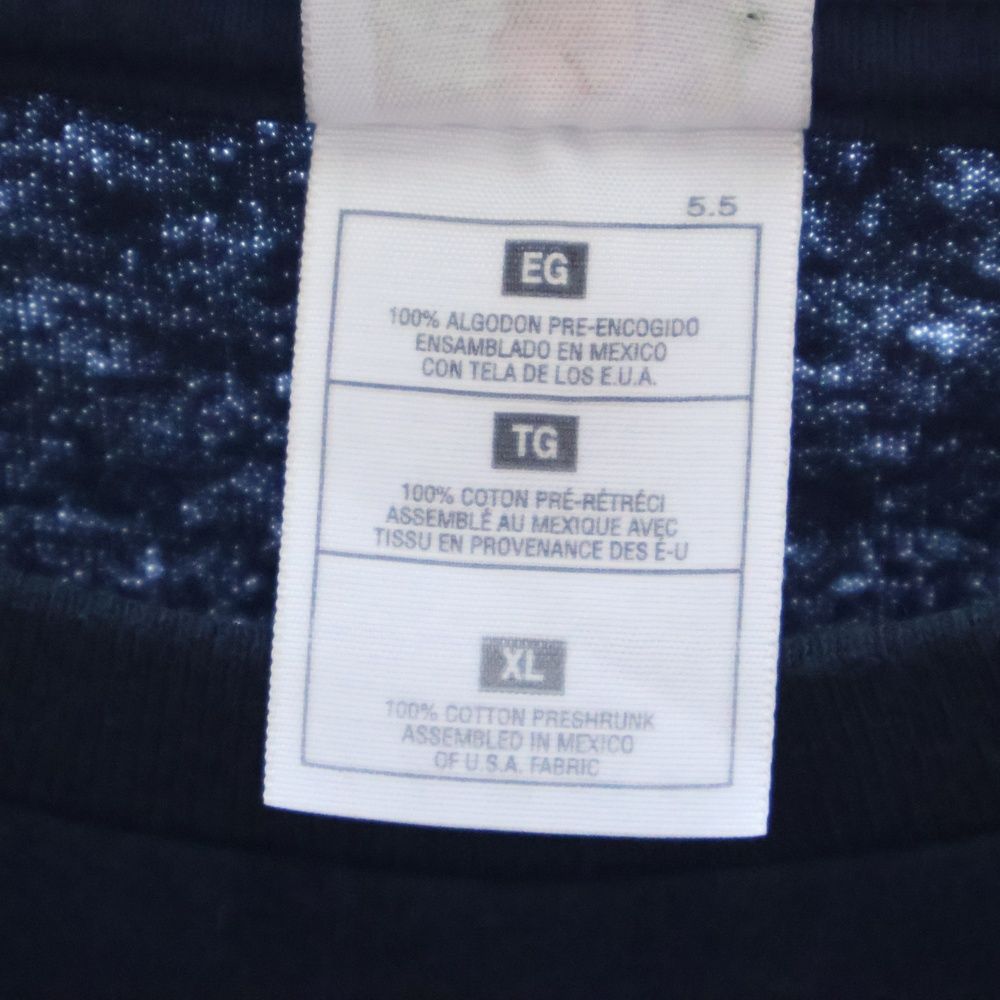 5.5
EG
100% ALGODON PRE-ENCOGIDO
ENSAMBLADO EN MEXICO
CON TELA DE LOS E.U.A.
TG
100% COTON PRÉ-RÉTRÉCI
ASSEMBLÉ AU MEXIQUE AVEC
TISSU EN PROVENANCE DES É-U
XL
100% COTTON PRESHRUNK
ASSEMBLED IN MEXICO
OF U.S.A. FABRIC